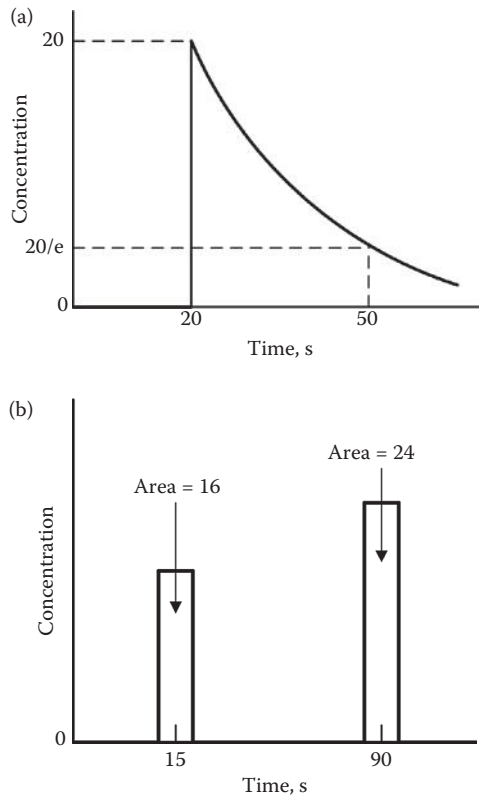 (a)
20
Concentration
20/e
0
20
50
Time, s
(b)
Area = 24
Area = 16
Concentration
0
15
90
Time, s